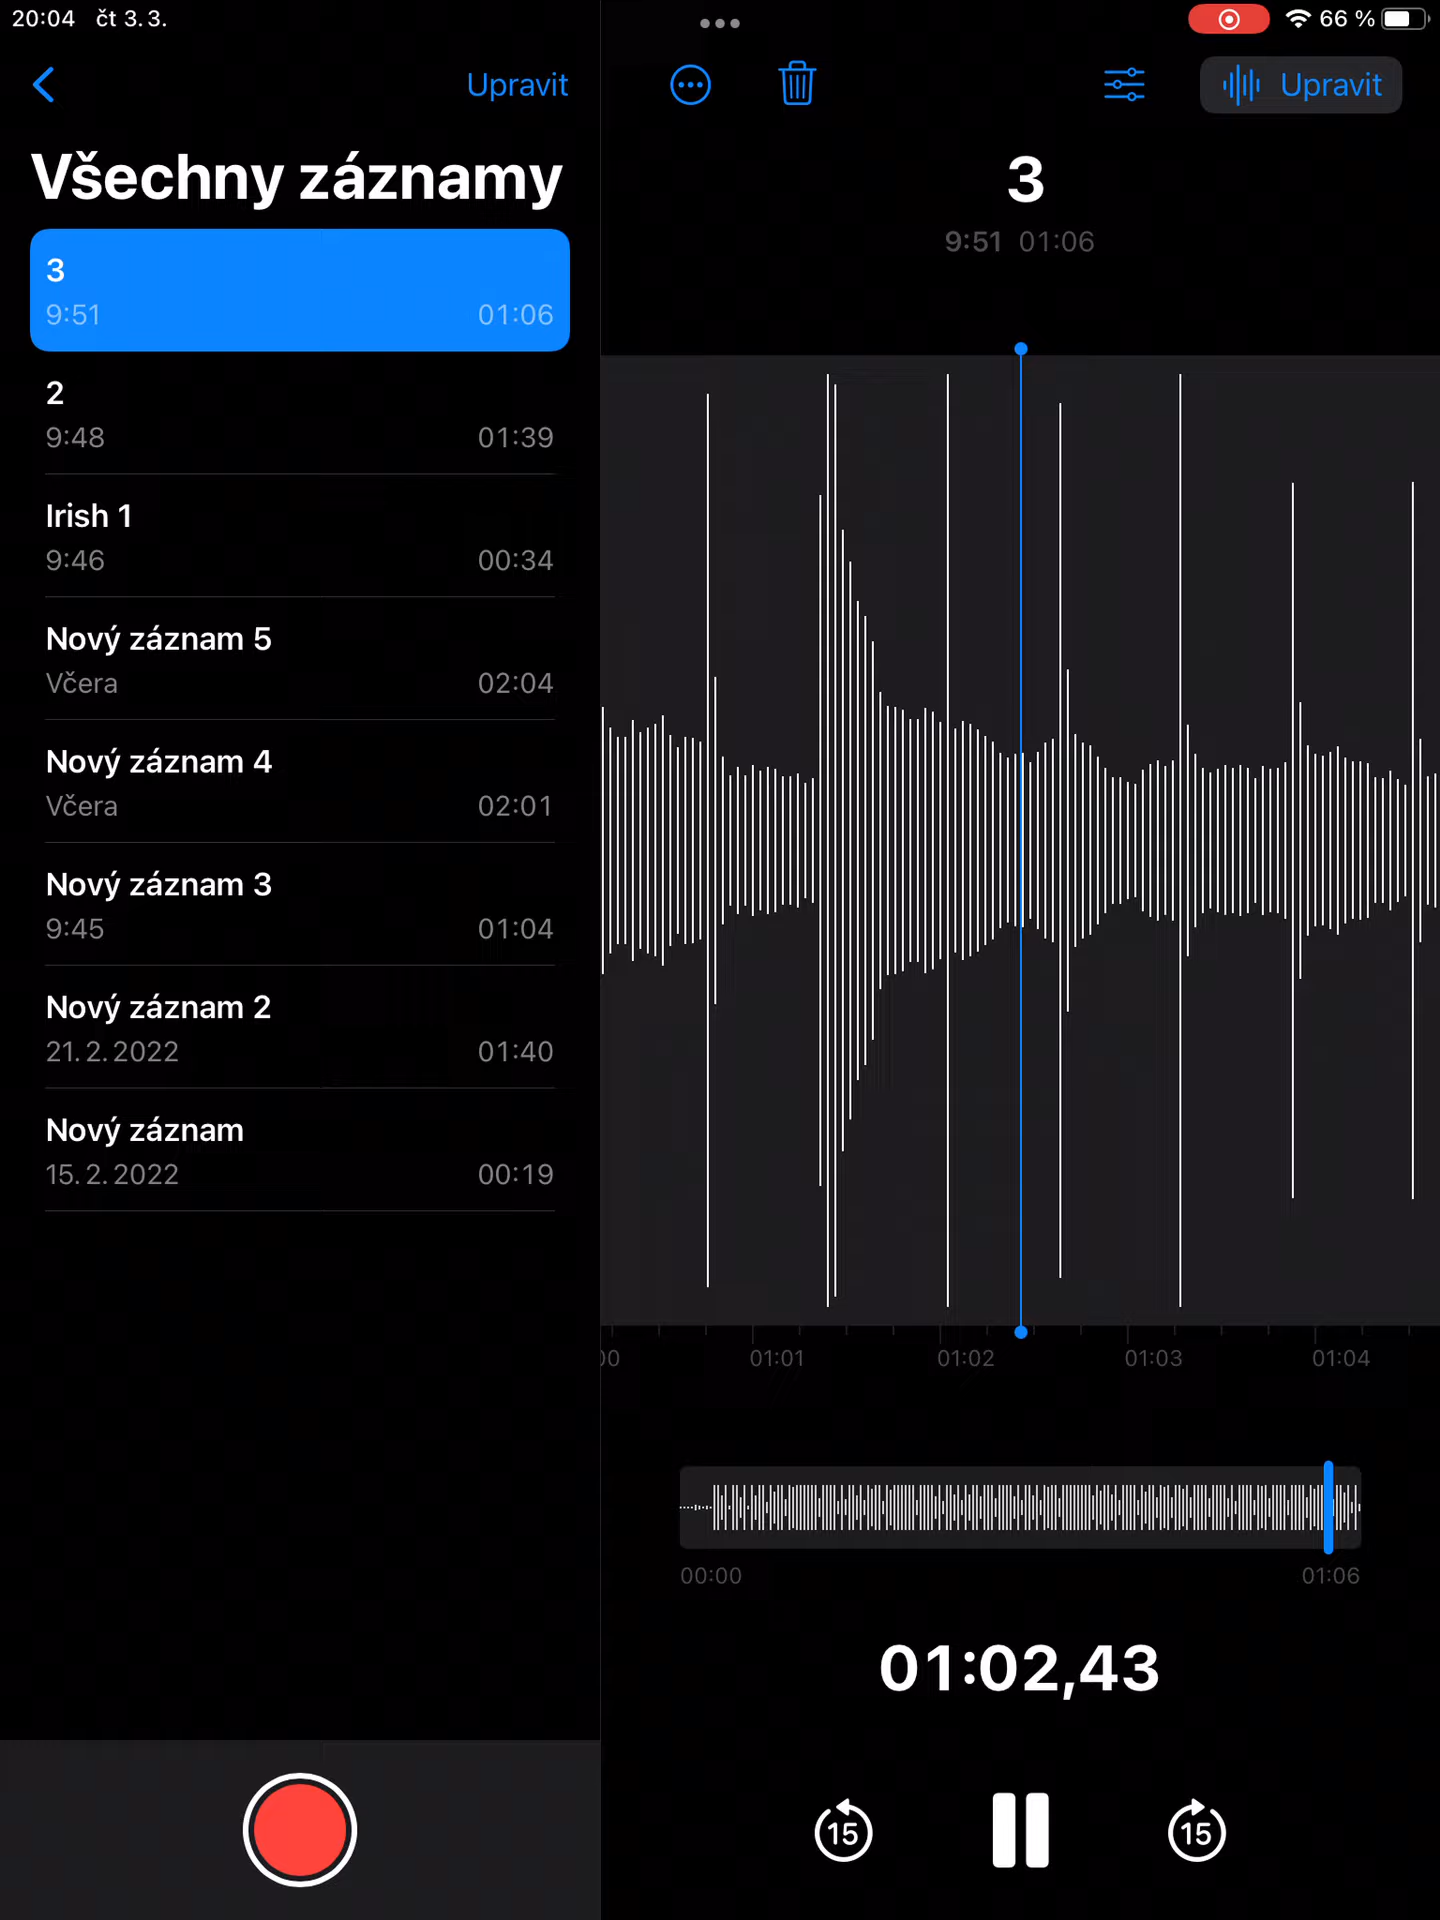 20:04 čt 3. 3.
66 %
Upravit
Upravit
Všechny záznamy
3
9:51 01:06
2
9:48 01:39
Irish 1
9:46 00:34
Nový záznam 5
Včera 02:04
Nový záznam 4
Včera 02:01
Nový záznam 3
9:45 01:04
Nový záznam 2
21. 2. 2022 01:40
Nový záznam
15. 2. 2022 00:19
3
9:51 01:06
00 01:01 01:02 01:03 01:04
00:00 01:06
01:02,43
15 15